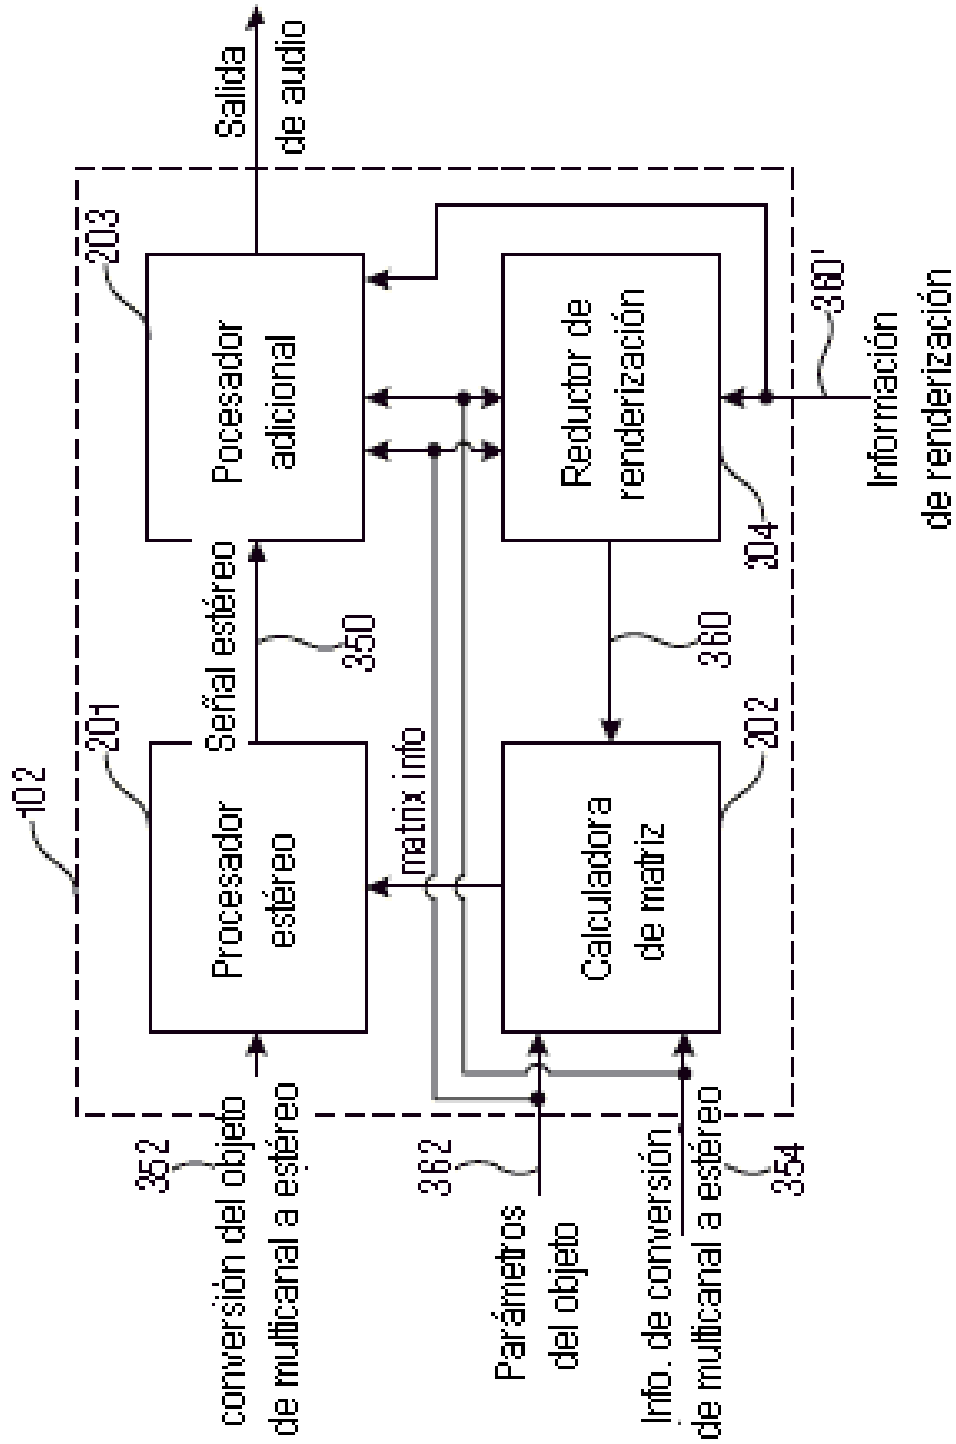 102
201
203
Procesador
estéreo
Señal estéreo
350
Pocesador
adicional
Salida
de audio
352
conversión del objeto
de multicanal a estéreo
matrix info
362
Parámetros
del objeto
Calculadora
de matriz
360
Reductor de
renderización
Info. de conversión
de multicanal a estéreo
354
360'
Información
de renderización